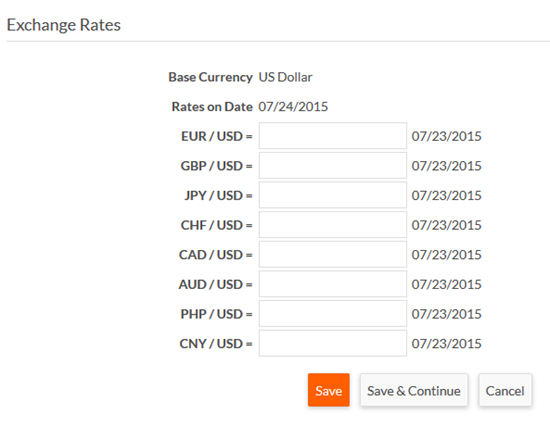 Exchange Rates
Base Currency US Dollar
Rates on Date 07/24/2015
EUR / USD = 07/23/2015
GBP / USD = 07/23/2015
JPY / USD = 07/23/2015
CHF / USD = 07/23/2015
CAD / USD = 07/23/2015
AUD / USD = 07/23/2015
PHP / USD = 07/23/2015
CNY / USD = 07/23/2015
Save Save & Continue Cancel